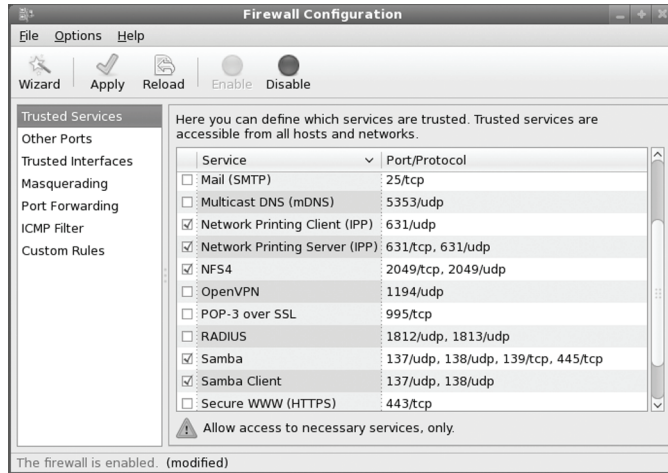 Firewall Configuration
File Options Help
Wizard Apply Reload Enable Disable
Trusted Services
Other Ports
Trusted Interfaces
Masquerading
Port Forwarding
ICMP Filter
Custom Rules
Here you can define which services are trusted. Trusted services are
accessible from all hosts and networks.
Service Port/Protocol
Mail (SMTP) 25/tcp
Multicast DNS (mDNS) 5353/udp
Network Printing Client (IPP) 631/udp
Network Printing Server (IPP) 631/tcp, 631/udp
NFS4 2049/tcp, 2049/udp
OpenVPN 1194/udp
POP-3 over SSL 995/tcp
RADIUS 1812/udp, 1813/udp
Samba 137/udp, 138/udp, 139/tcp, 445/tcp
Samba Client 137/udp, 138/udp
Secure WWW (HTTPS) 443/tcp
Allow access to necessary services, only.
The firewall is enabled. (modified)